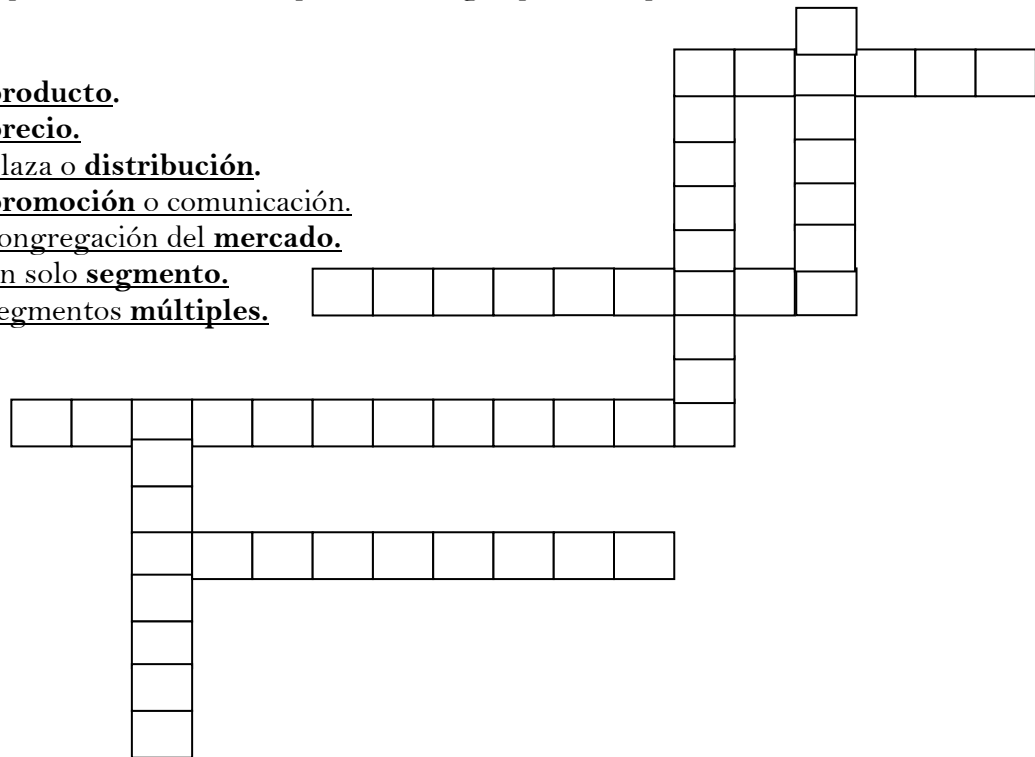 producto.
precio.
laza o distribución.
promoción o comunicación.
ongregación del mercado.
n solo segmento.
egmentos múltiples.